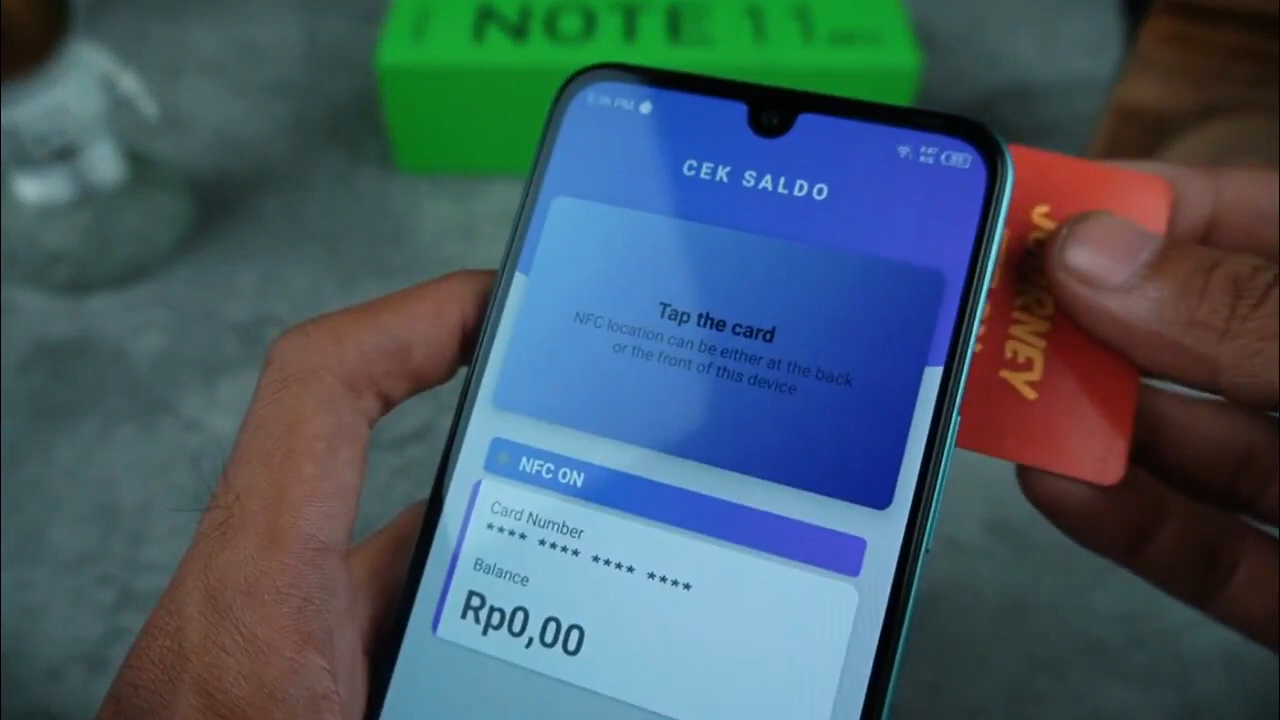 NOTE 11
CEK SALDO
Tap the card
NFC location can be either at the back
or the front of this device
NFC ON
Card Number
**** **** **** ****
Balance
Rp0,00